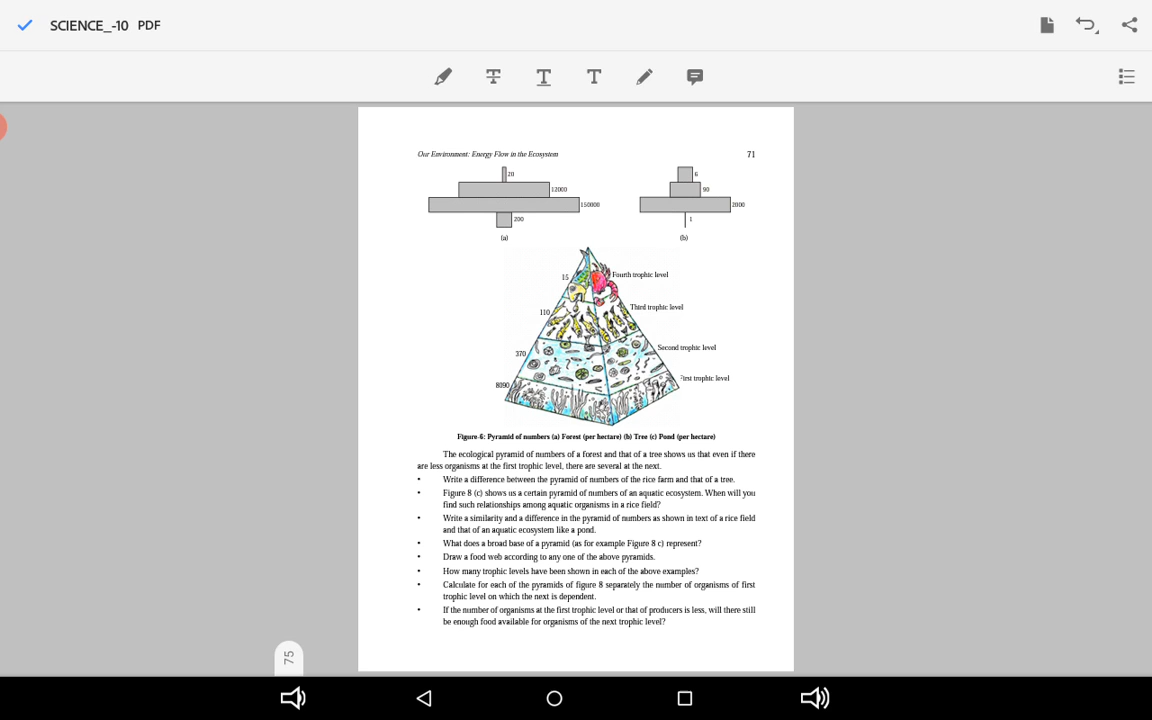 SCIENCE_-10 PDF
Our Environment: Energy Flow in the Ecosystem 71
20
12000
150000
200
(a)
6
90
2000
1
(b)
15
Fourth trophic level
110
Third trophic level
370
Second trophic level
8090
First trophic level
Figure-6: Pyramid of numbers (a) Forest (per hectare) (b) Tree (c) Pond (per hectare)
The ecological pyramid of numbers of a forest and that of a tree shows us that even if there
are less organisms at the first trophic level, there are several at the next.
• Write a difference between the pyramid of numbers of the rice farm and that of a tree.
• Figure 8 (c) shows us a certain pyramid of numbers of an aquatic ecosystem. When will you
find such relationships among aquatic organisms in a rice field?
• Write a similarity and a difference in the pyramid of numbers as shown in text of a rice field
and that of an aquatic ecosystem like a pond.
• What does a broad base of a pyramid (as for example Figure 8 c) represent?
• Draw a food web according to any one of the above pyramids.
• How many trophic levels have been shown in each of the above examples?
• Calculate for each of the pyramids of figure 8 separately the number of organisms of first
trophic level on which the next is dependent.
• If the number of organisms at the first trophic level or that of producers is less, will there still
be enough food available for organisms of the next trophic level?
75